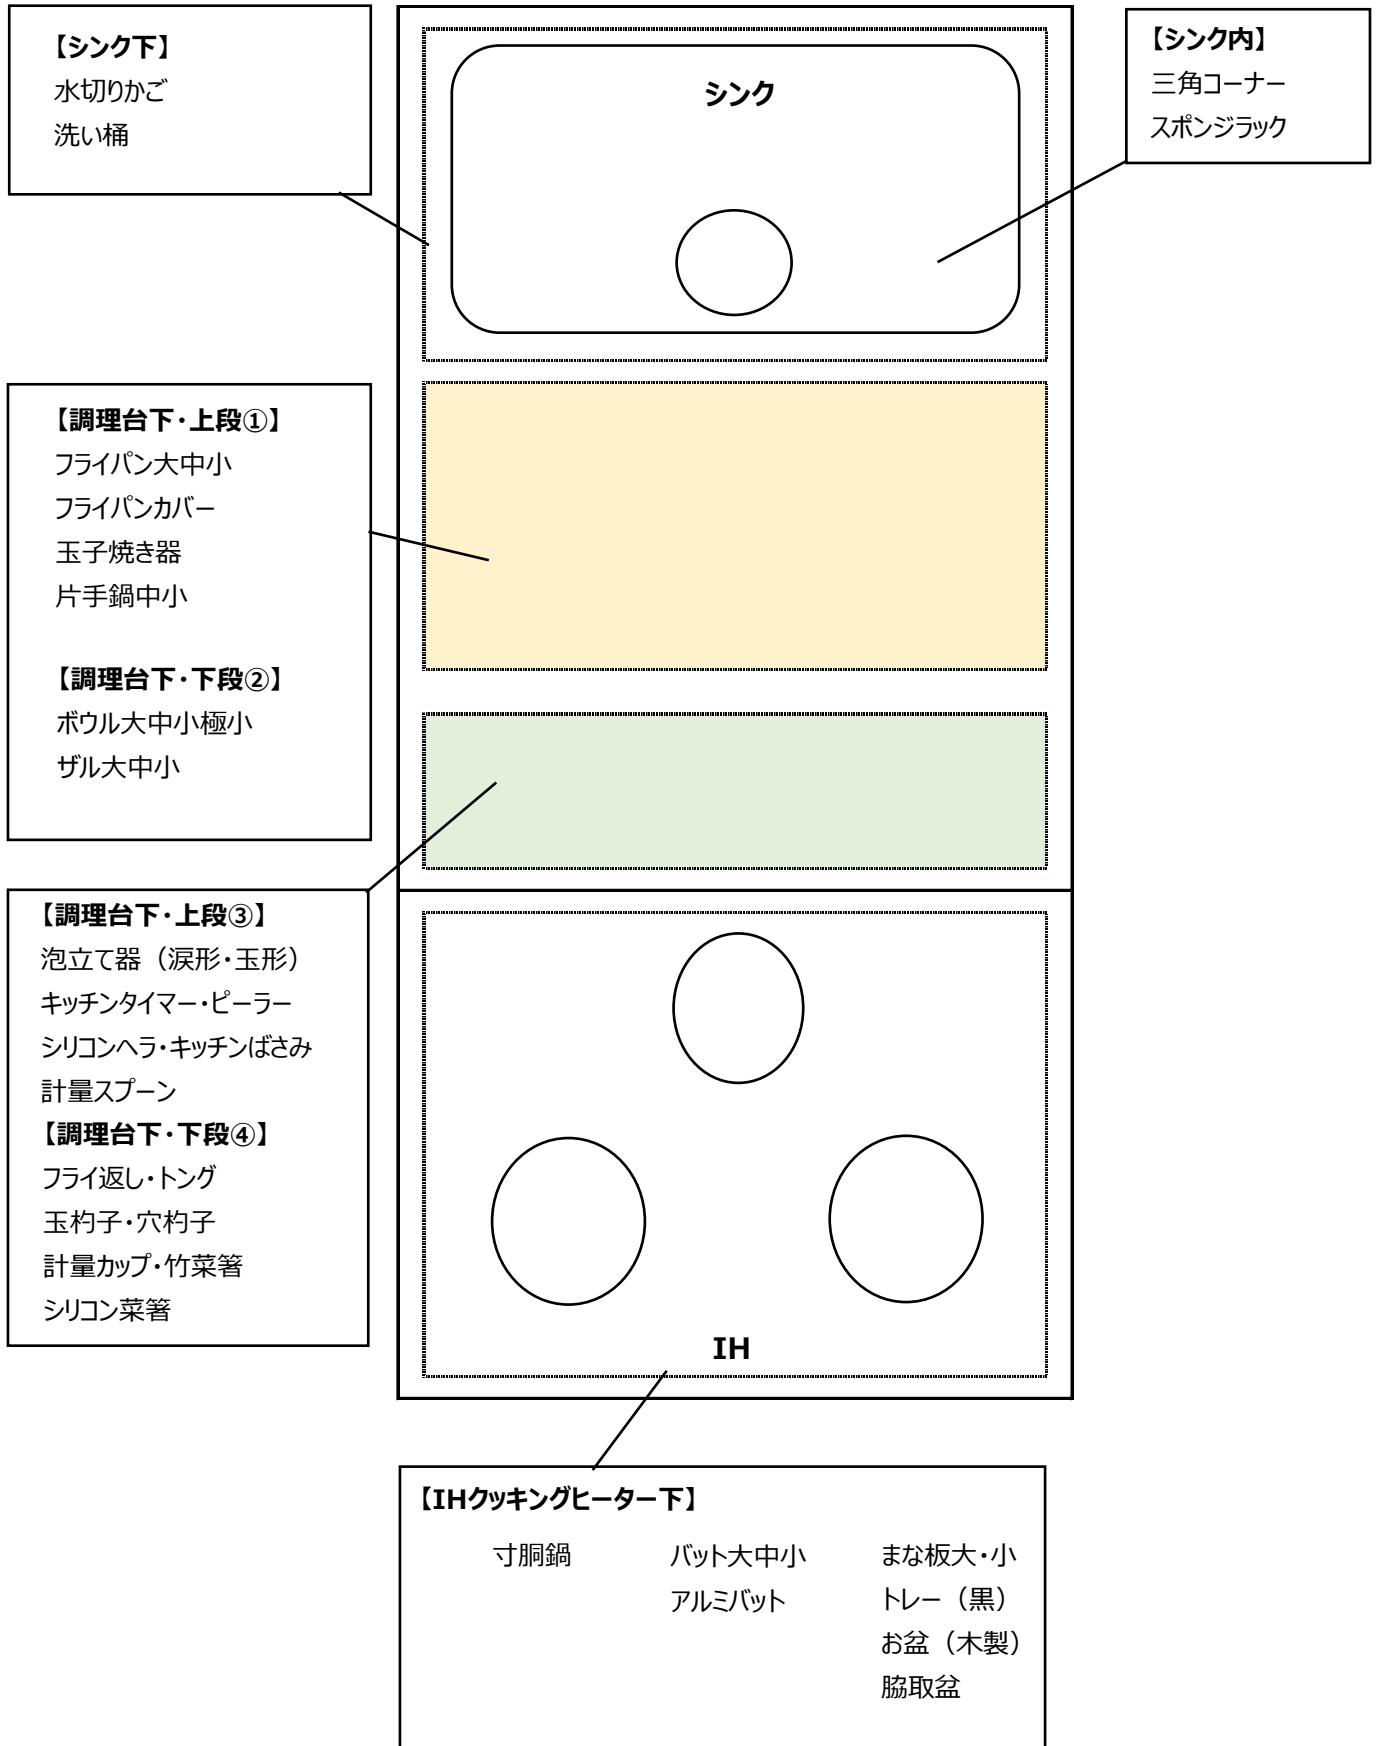 【シンク下】
水切りかご
洗い桶
シンク
【シンク内】
三角コーナー
スポンジラック
【調理台下・上段①】
フライパン大中小
フライパンカバー
玉子焼き器
片手鍋中小
【調理台下・下段②】
ボウル大中小極小
ザル大中小
【調理台下・上段③】
泡立て器（涙形・玉形）
キッチンタイマー・ピーラー
シリコンヘラ・キッチンばさみ
計量スプーン
【調理台下・下段④】
フライ返し・トング
玉杓子・穴杓子
計量カップ・竹菜箸
シリコン菜箸
IH
【IHクッキングヒーター下】
寸胴鍋 バット大中小 まな板大・小
アルミバット トレー（黒）
お盆（木製）
脇取盆